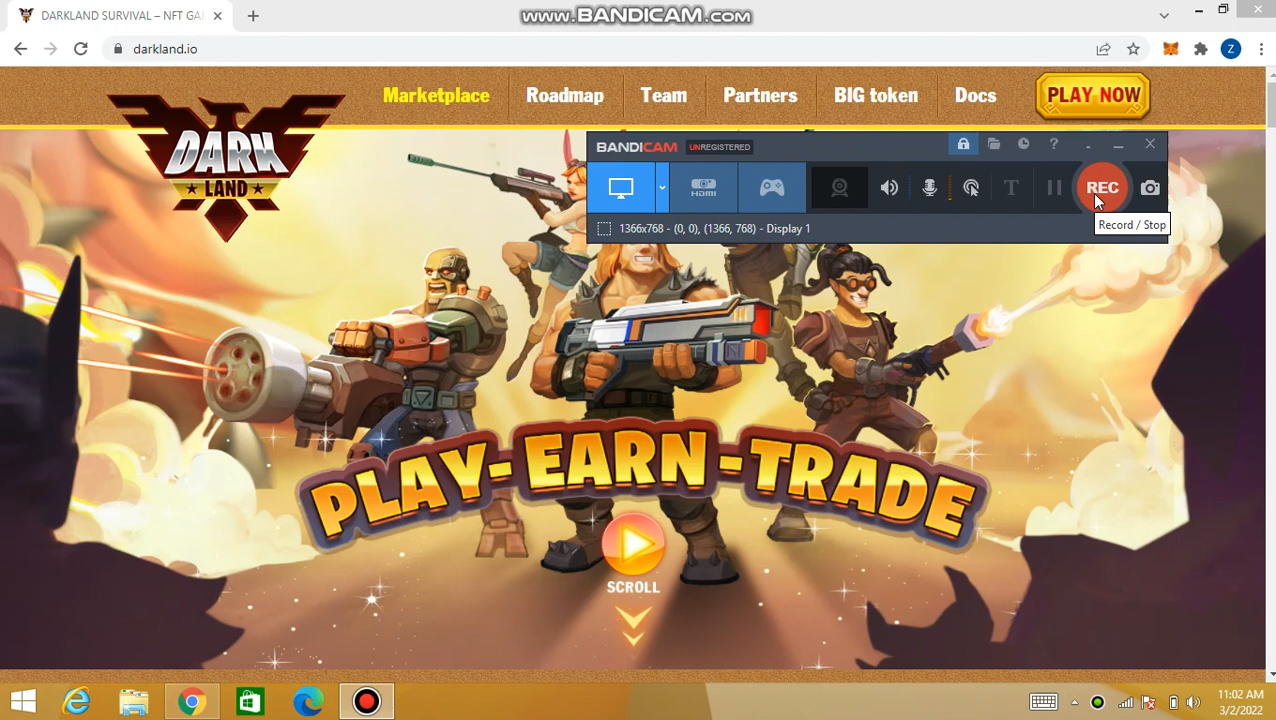 www.BANDICAM.com
DARKLAND SURVIVAL – NFT GA
darkland.io
Z
Marketplace
Roadmap
Team
Partners
BIG token
Docs
PLAY NOW
DARK
LAND
BANDICAM
UNREGISTERED
HDMI
T
REC
1366x768 - (0, 0), (1366, 768) - Display 1
Record / Stop
PLAY-EARN-TRADE
SCROLL
11:02 AM
3/2/2022